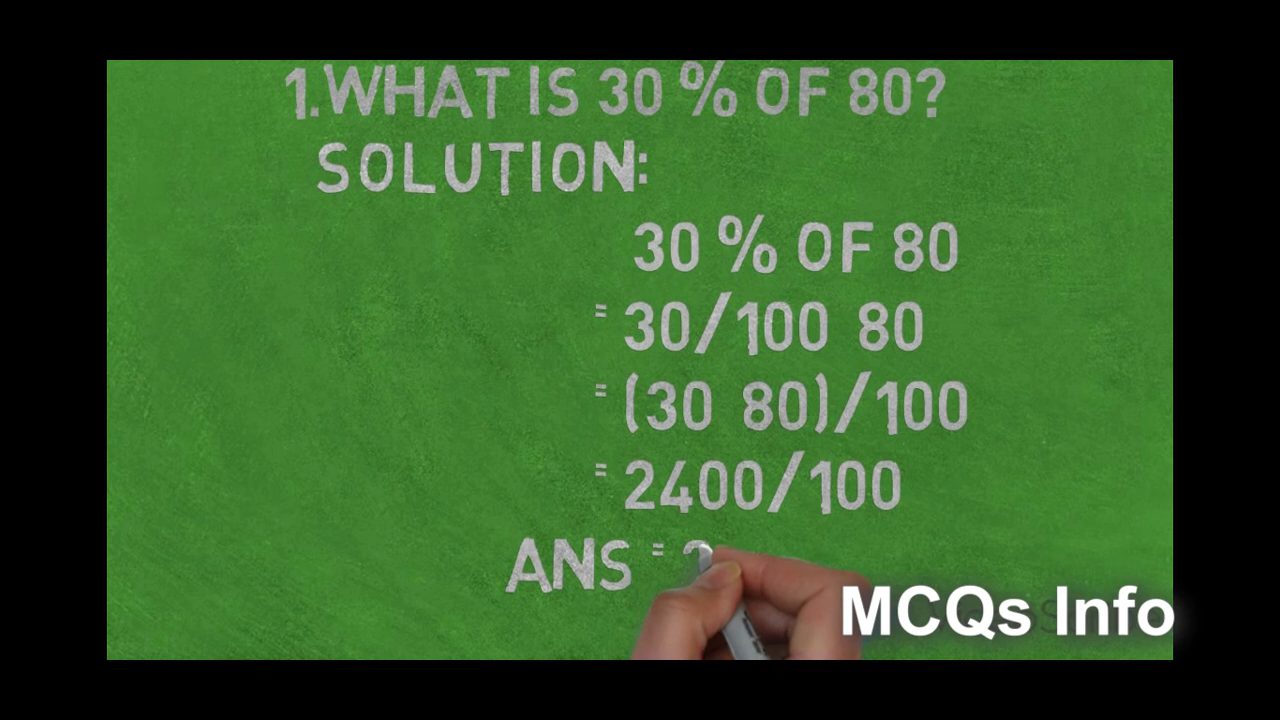 1.WHAT IS 30 % OF 80?
SOLUTION:
30 % OF 80
= 30/100 80
= (30 80)/100
= 2400/100
ANS =
MCQs Info